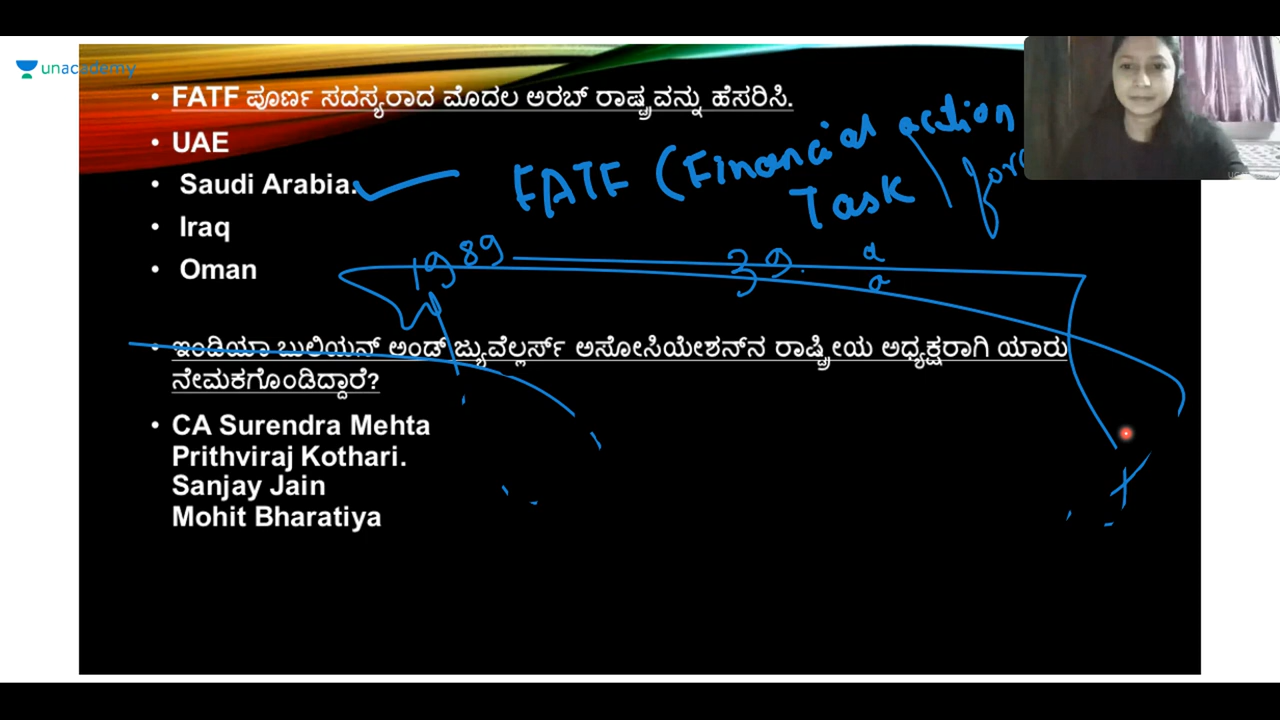 unacademy
• FATF ಪೂರ್ಣ ಸದಸ್ಯರಾದ ಮೊದಲ ಅರಬ್ ರಾಷ್ಟ್ರವನ್ನು ಹೆಸರಿಸಿ.
• UAE
• Saudi Arabia.
• Iraq
• Oman
FATF (Financial action
Task
1989
39.
• ಇಂಡಿಯಾ ಬುಲಿಯನ್ ಅಂಡ್ ಜ್ಯುವೆಲ್ಲರ್ಸ್ ಅಸೋಸಿಯೇಶನ್‌ನ ರಾಷ್ಟ್ರೀಯ ಅಧ್ಯಕ್ಷರಾಗಿ ಯಾರು
ನೇಮಕಗೊಂಡಿದ್ದಾರೆ?
• CA Surendra Mehta
Prithviraj Kothari.
Sanjay Jain
Mohit Bharatiya